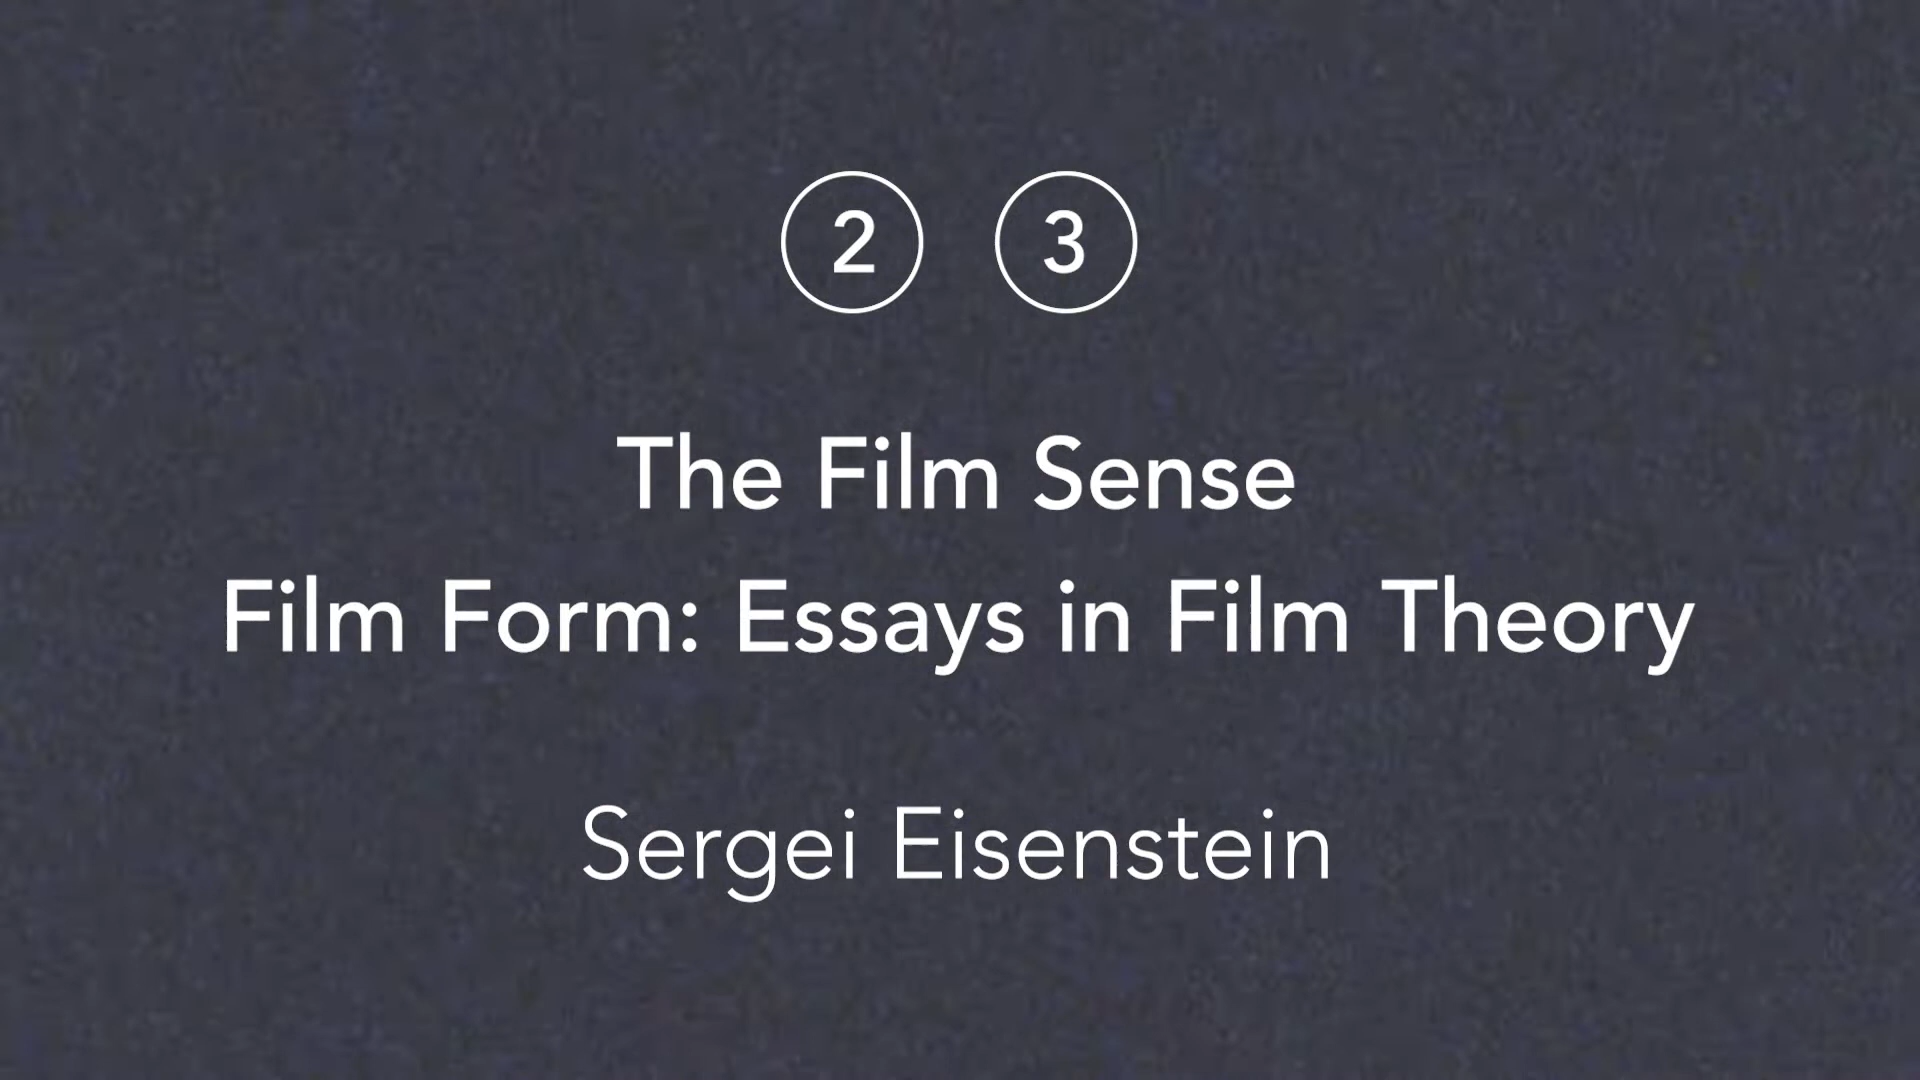 2 3
The Film Sense
Film Form: Essays in Film Theory
Sergei Eisenstein